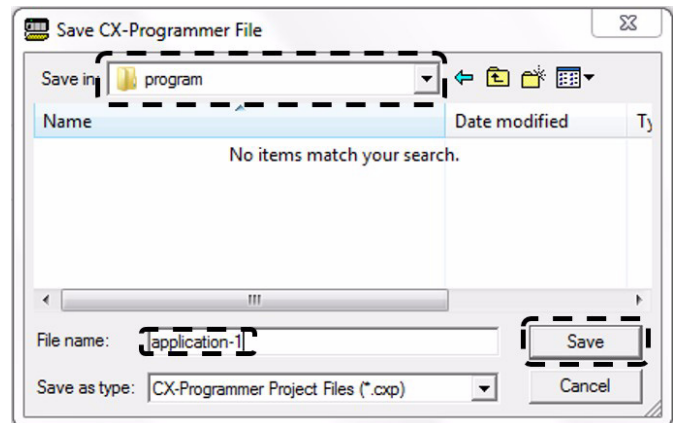 Save CX-Programmer File
Save in: program
Name Date modified Ty
No items match your search.
File name: application-1 Save
Save as type: CX-Programmer Project Files (*.cxp) Cancel